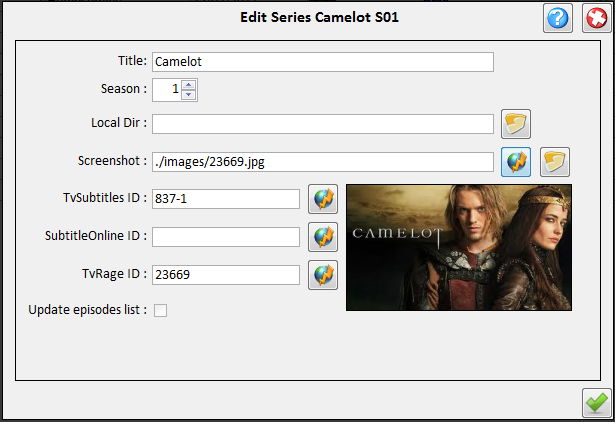 Edit Series Camelot S01
Title: Camelot
Season : 1
Local Dir :
Screenshot : ./images/23669.jpg
TvSubtitles ID : 837-1
SubtitleOnline ID :
TvRage ID : 23669
CAMELOT
Update episodes list :